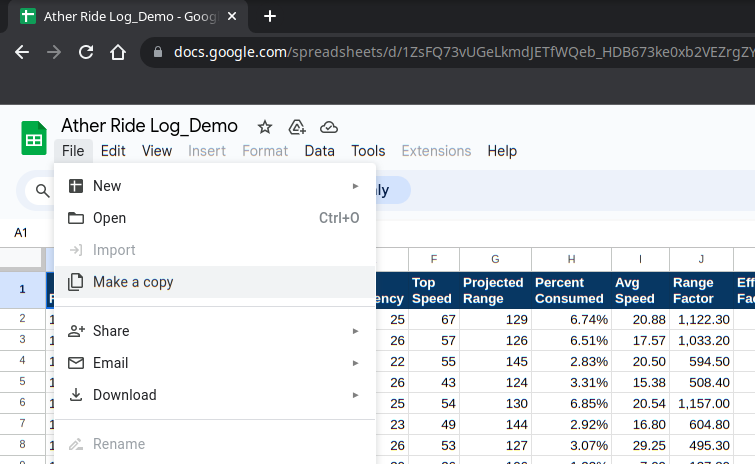 Ather Ride Log_Demo - Goog
docs.google.com/spreadsheets/d/1ZsFQ73vUGeLkmdJETfWQeb_HDB673ke0xb2VEZrgZY
Ather Ride Log_Demo
File Edit View Insert Format Data Tools Extensions Help
New
Open Ctrl+O
Import
Make a copy
Share
Email
Download
Rename
A1
F G H I J
1 ency Top Speed Projected Range Percent Consumed Avg Speed Range Factor
2 25 67 129 6.74% 20.88 1,122.30
3 26 57 126 6.51% 17.57 1,033.20
4 22 55 145 2.83% 20.50 594.50
5 26 43 124 3.31% 15.38 508.40
6 25 54 130 6.85% 20.54 1,157.00
7 23 49 144 2.92% 16.80 604.80
8 26 53 127 3.07% 29.25 495.30